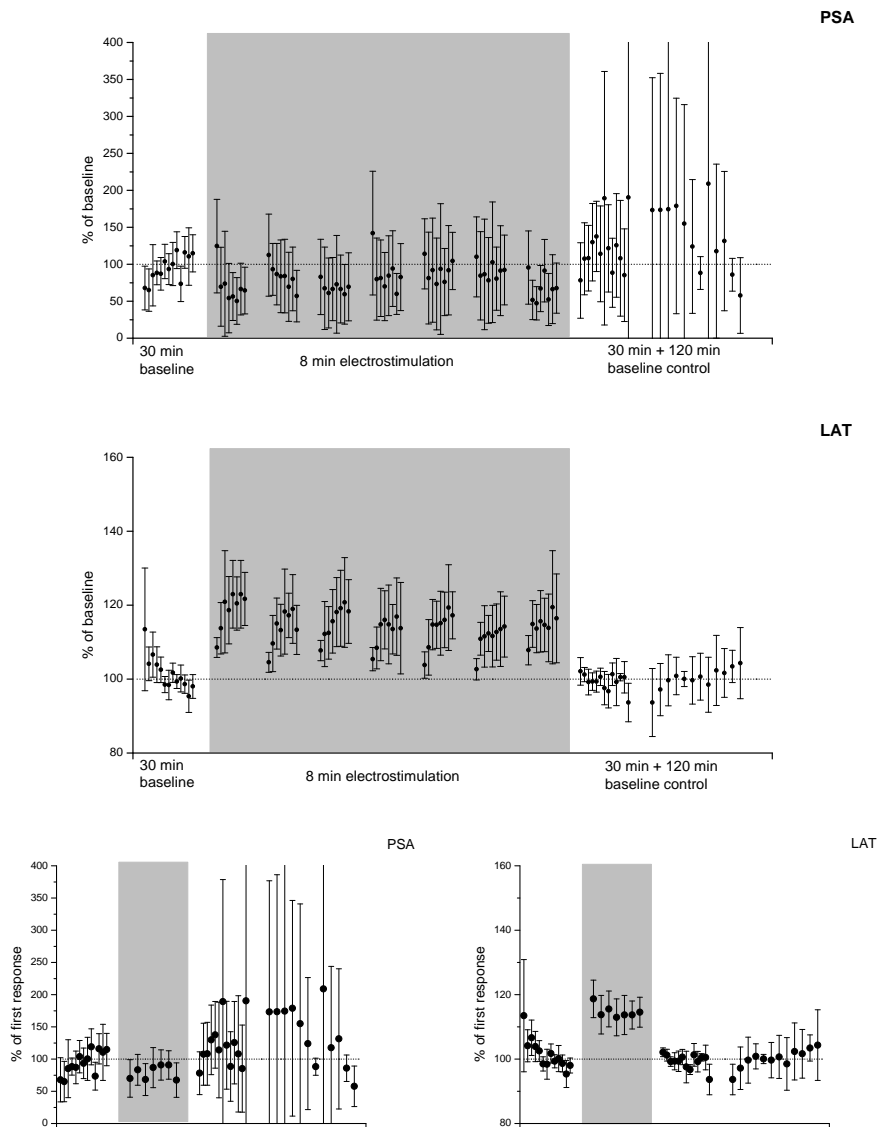 PSA
400
350
300
250
200
150
100
50
0
% of baseline
30 min
baseline
8 min electrostimulation
30 min + 120 min
baseline control
LAT
160
140
120
100
80
% of baseline
30 min
baseline
8 min electrostimulation
30 min + 120 min
baseline control
PSA
400
350
300
250
200
150
100
50
0
% of first response
LAT
160
140
120
100
80
% of first response